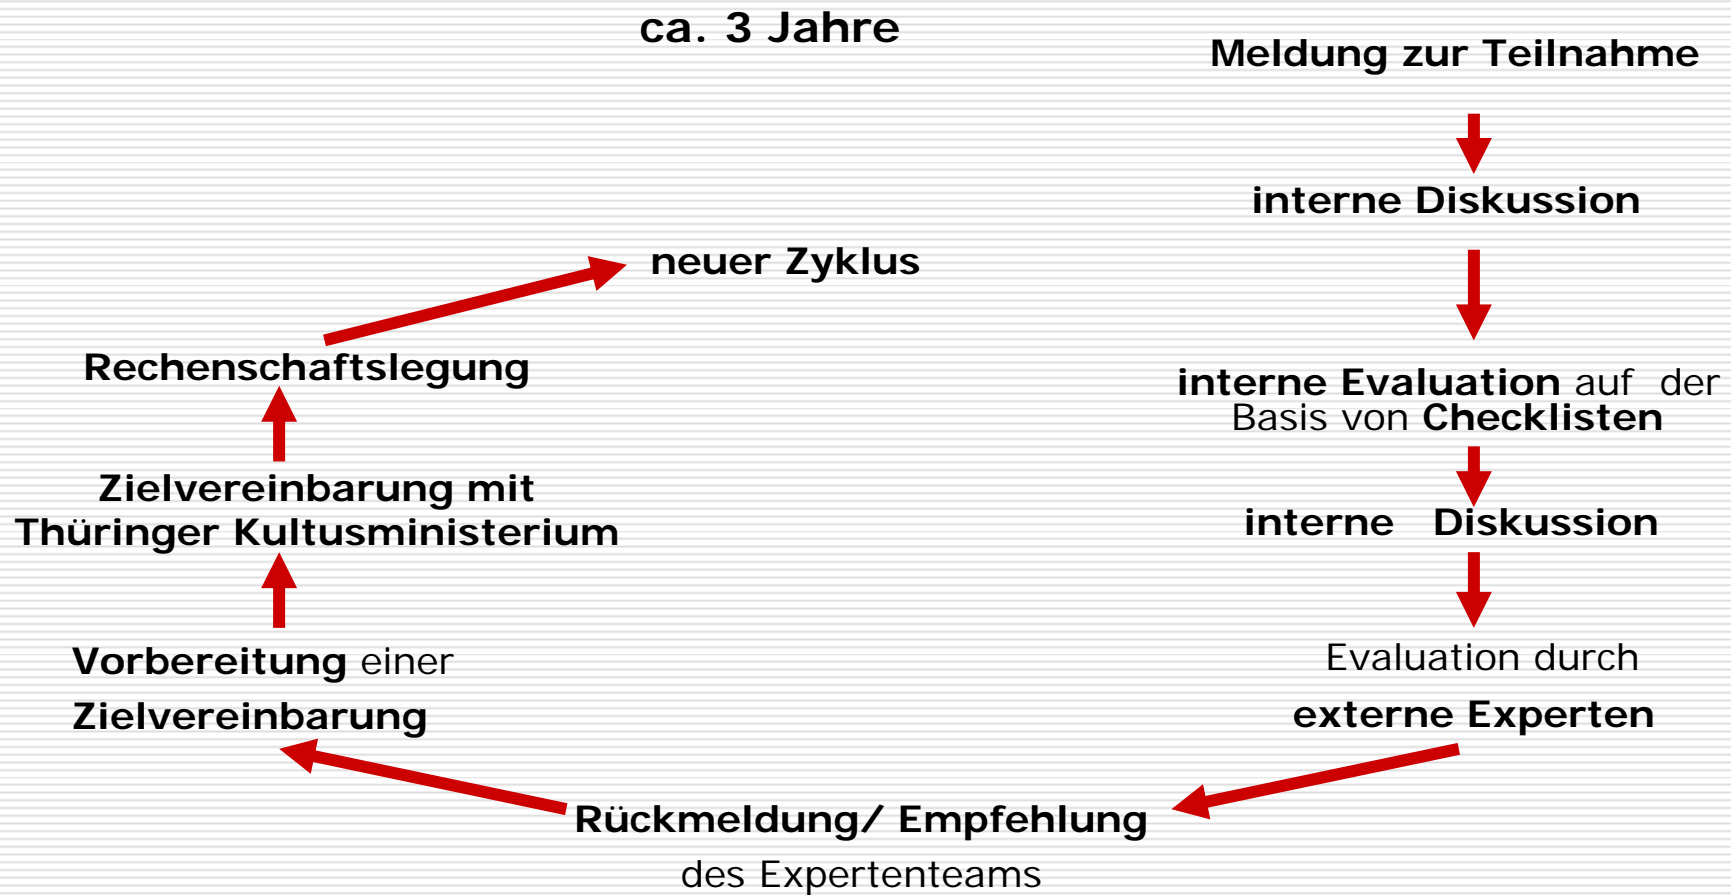 ca. 3 Jahre
Meldung zur Teilnahme
interne Diskussion
interne Evaluation auf der
Basis von Checklisten
interne Diskussion
Evaluation durch
externe Experten
Rückmeldung/ Empfehlung
des Expertenteams
Vorbereitung einer
Zielvereinbarung
Zielvereinbarung mit
Thüringer Kultusministerium
Rechenschaftslegung
neuer Zyklus